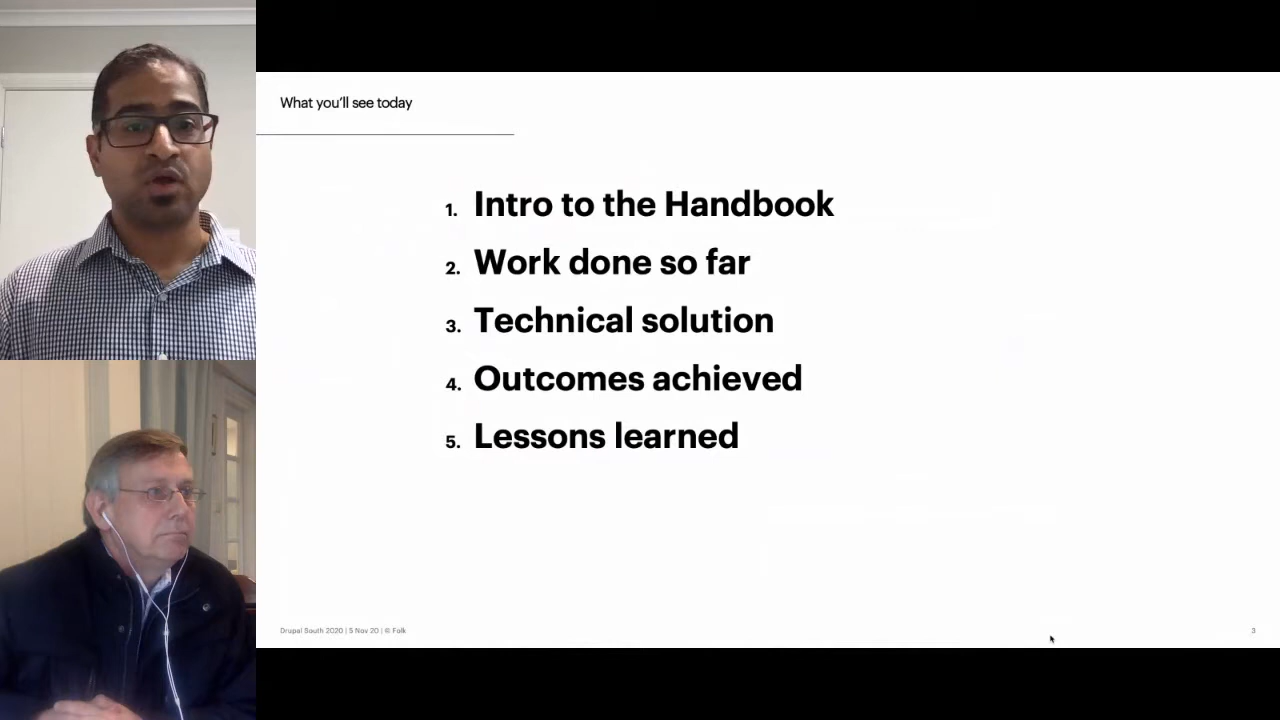 What you'll see today
1. Intro to the Handbook
2. Work done so far
3. Technical solution
4. Outcomes achieved
5. Lessons learned
Drupal South 2020 | 5 Nov 20 | © Folk
3